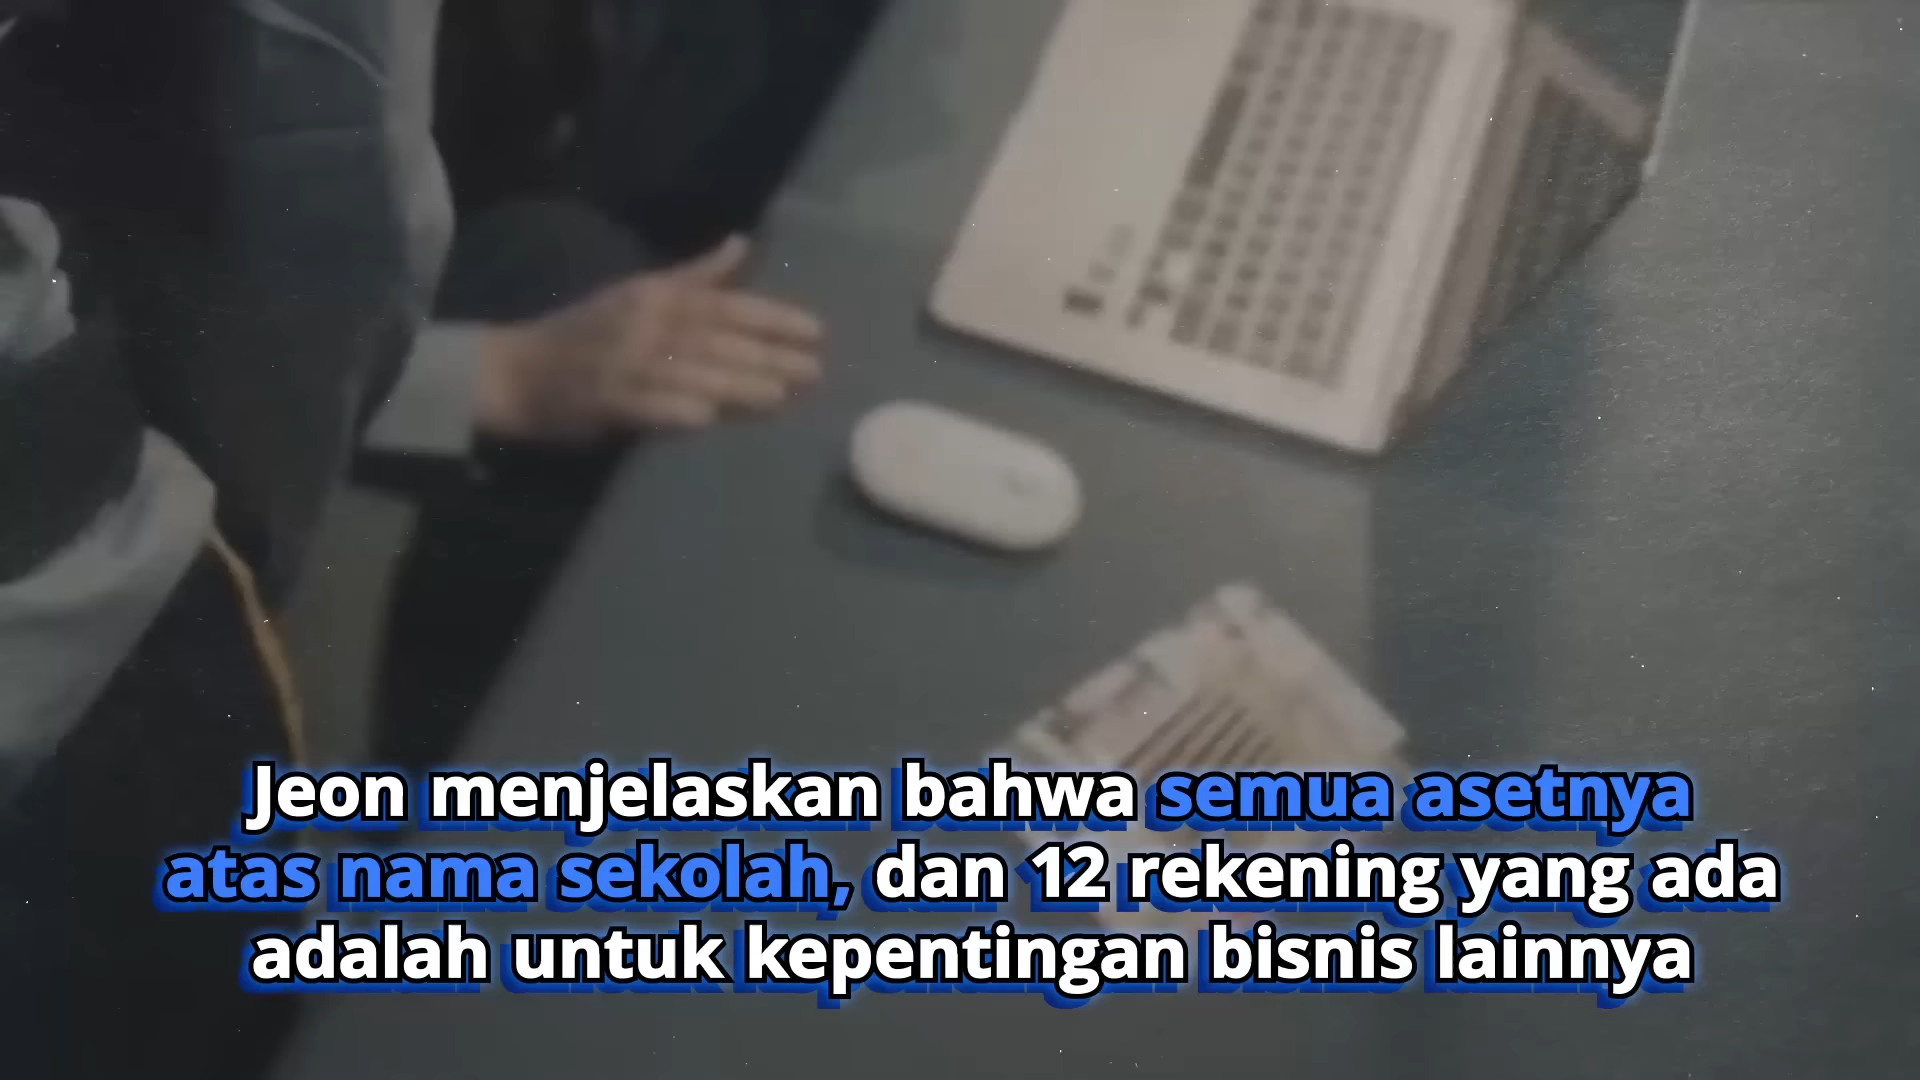 Jeon menjelaskan bahwa semua asetnya
atas nama sekolah, dan 12 rekening yang ada
adalah untuk kepentingan bisnis lainnya